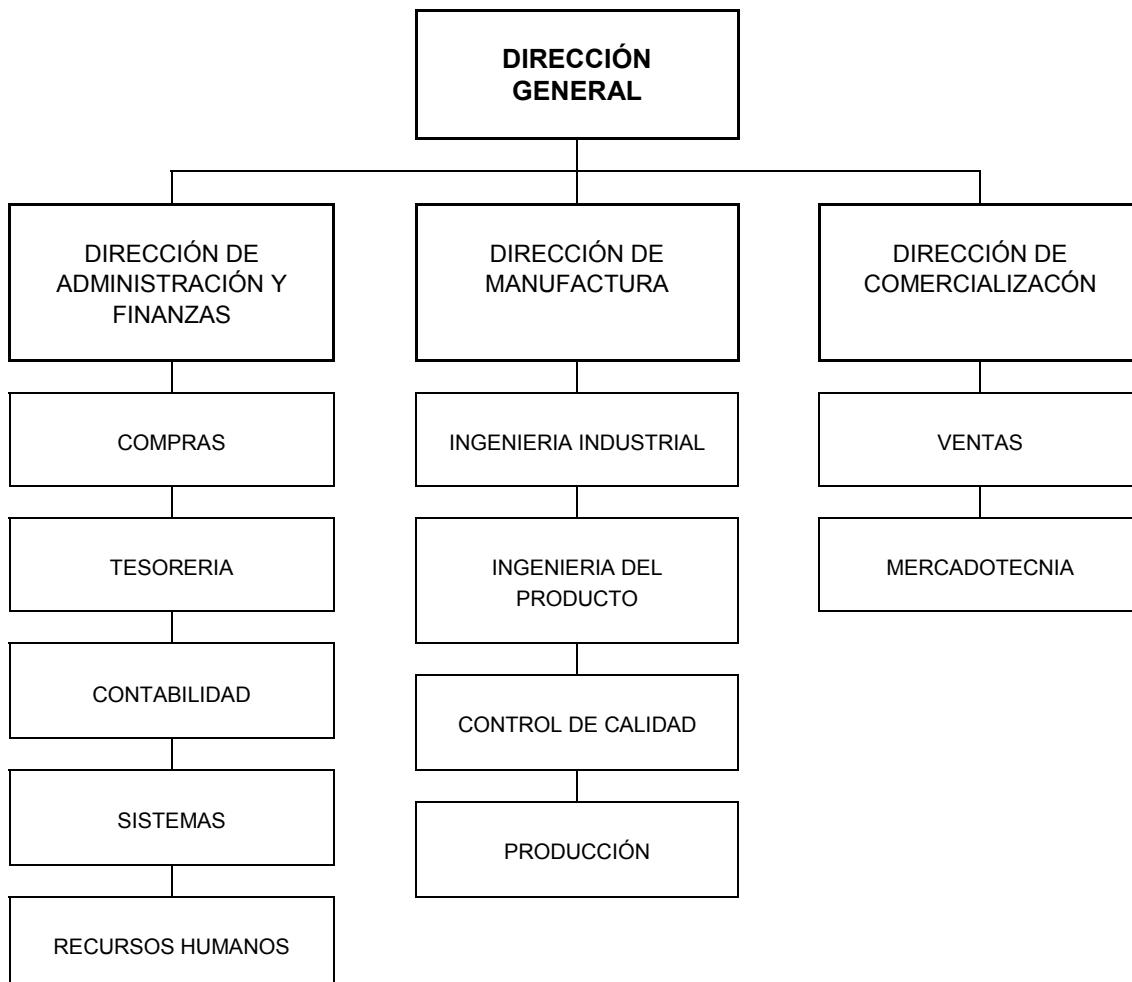 DIRECCIÓN
GENERAL
DIRECCIÓN DE
ADMINISTRACIÓN Y
FINANZAS
DIRECCIÓN DE
MANUFACTURA
DIRECCIÓN DE
COMERCIALIZACÓN
COMPRAS
INGENIERIA INDUSTRIAL
VENTAS
TESORERIA
INGENIERIA DEL
PRODUCTO
MERCADOTECNIA
CONTABILIDAD
CONTROL DE CALIDAD
SISTEMAS
PRODUCCIÓN
RECURSOS HUMANOS